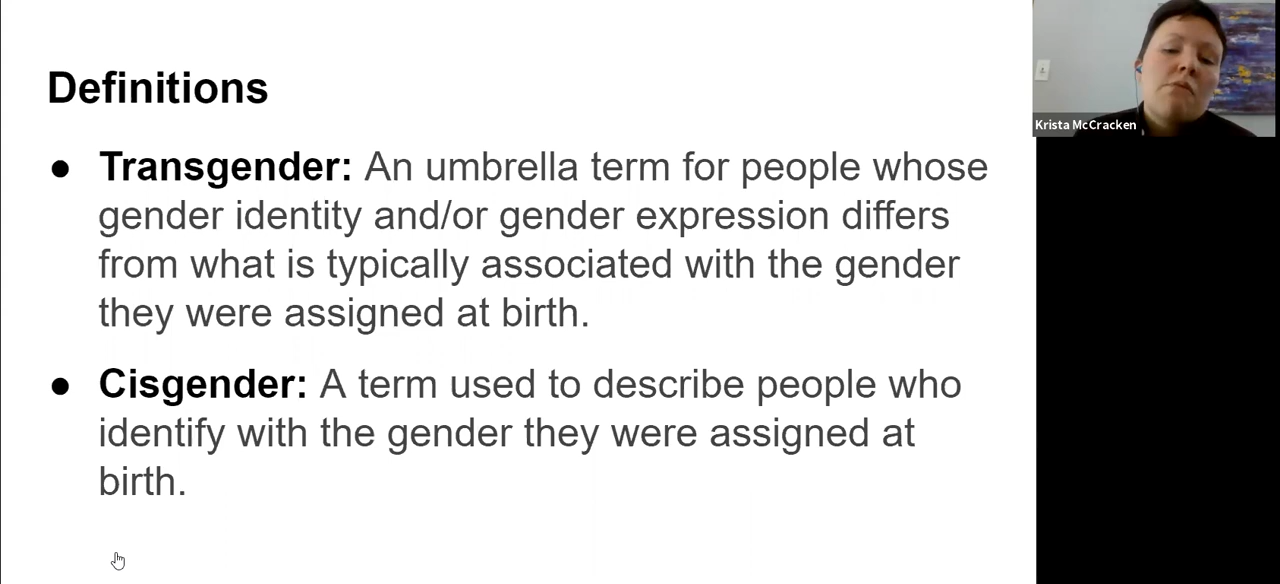 Definitions
● Transgender: An umbrella term for people whose
gender identity and/or gender expression differs
from what is typically associated with the gender
they were assigned at birth.
● Cisgender: A term used to describe people who
identify with the gender they were assigned at
birth.
Krista McCracken